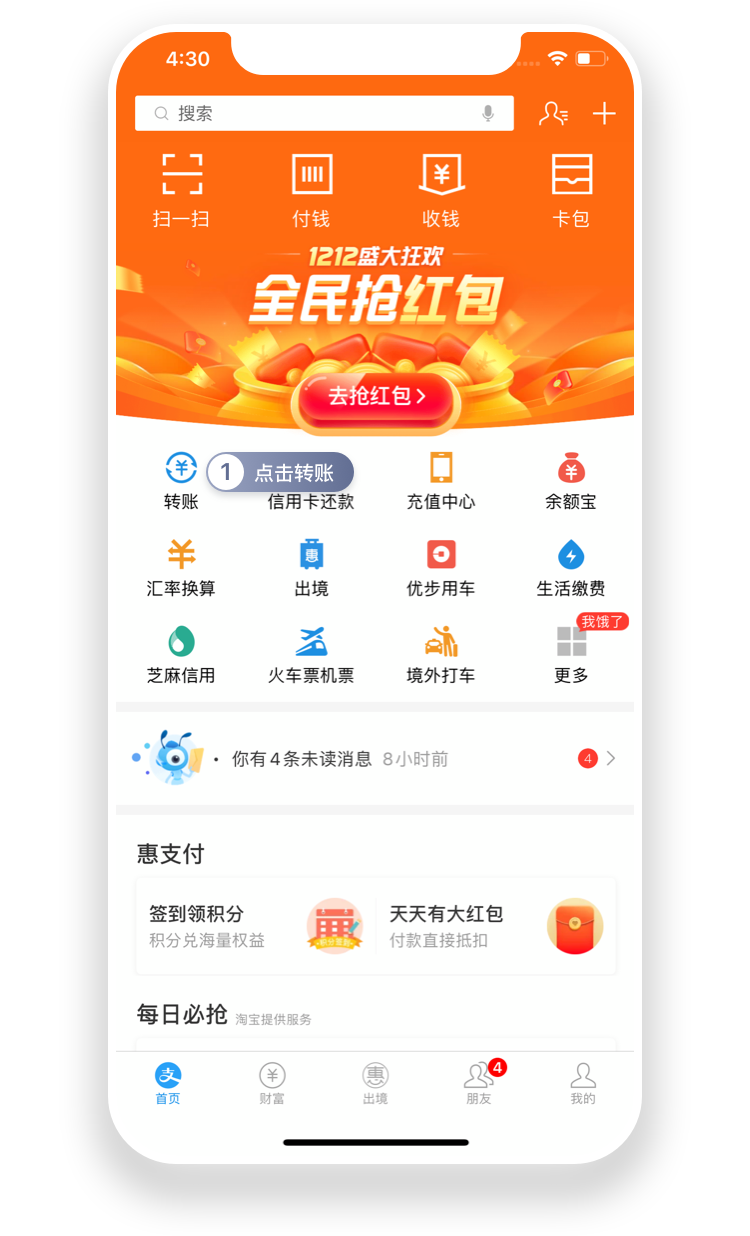 4:30
搜索
扫一扫 付钱 收钱 卡包
1212盛大狂欢
全民抢红包
去抢红包
1 点击转账
转账 信用卡还款 充值中心 余额宝
惠
汇率换算 出境 优步用车 生活缴费
我饿了
芝麻信用 火车票机票 境外打车 更多
· 你有4条未读消息 8小时前 4
惠支付
签到领积分 天天有大红包
积分兑海量权益 付款直接抵扣
每日必抢 淘宝提供服务
支 ¥ 惠 4
首页 财富 出境 朋友 我的